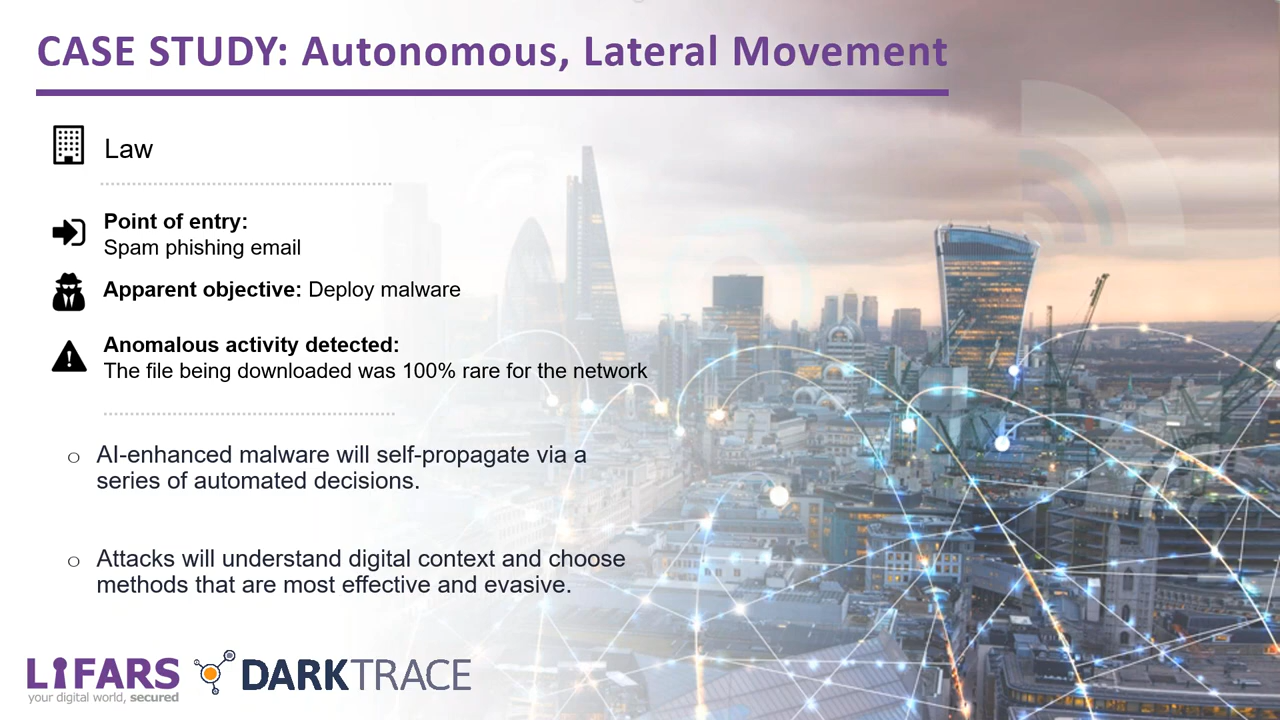 CASE STUDY: Autonomous, Lateral Movement
Law
Point of entry:
Spam phishing email
Apparent objective: Deploy malware
Anomalous activity detected:
The file being downloaded was 100% rare for the network
AI-enhanced malware will self-propagate via a
series of automated decisions.
Attacks will understand digital context and choose
methods that are most effective and evasive.
LIFARS
your digital world, secured
DARKTRACE